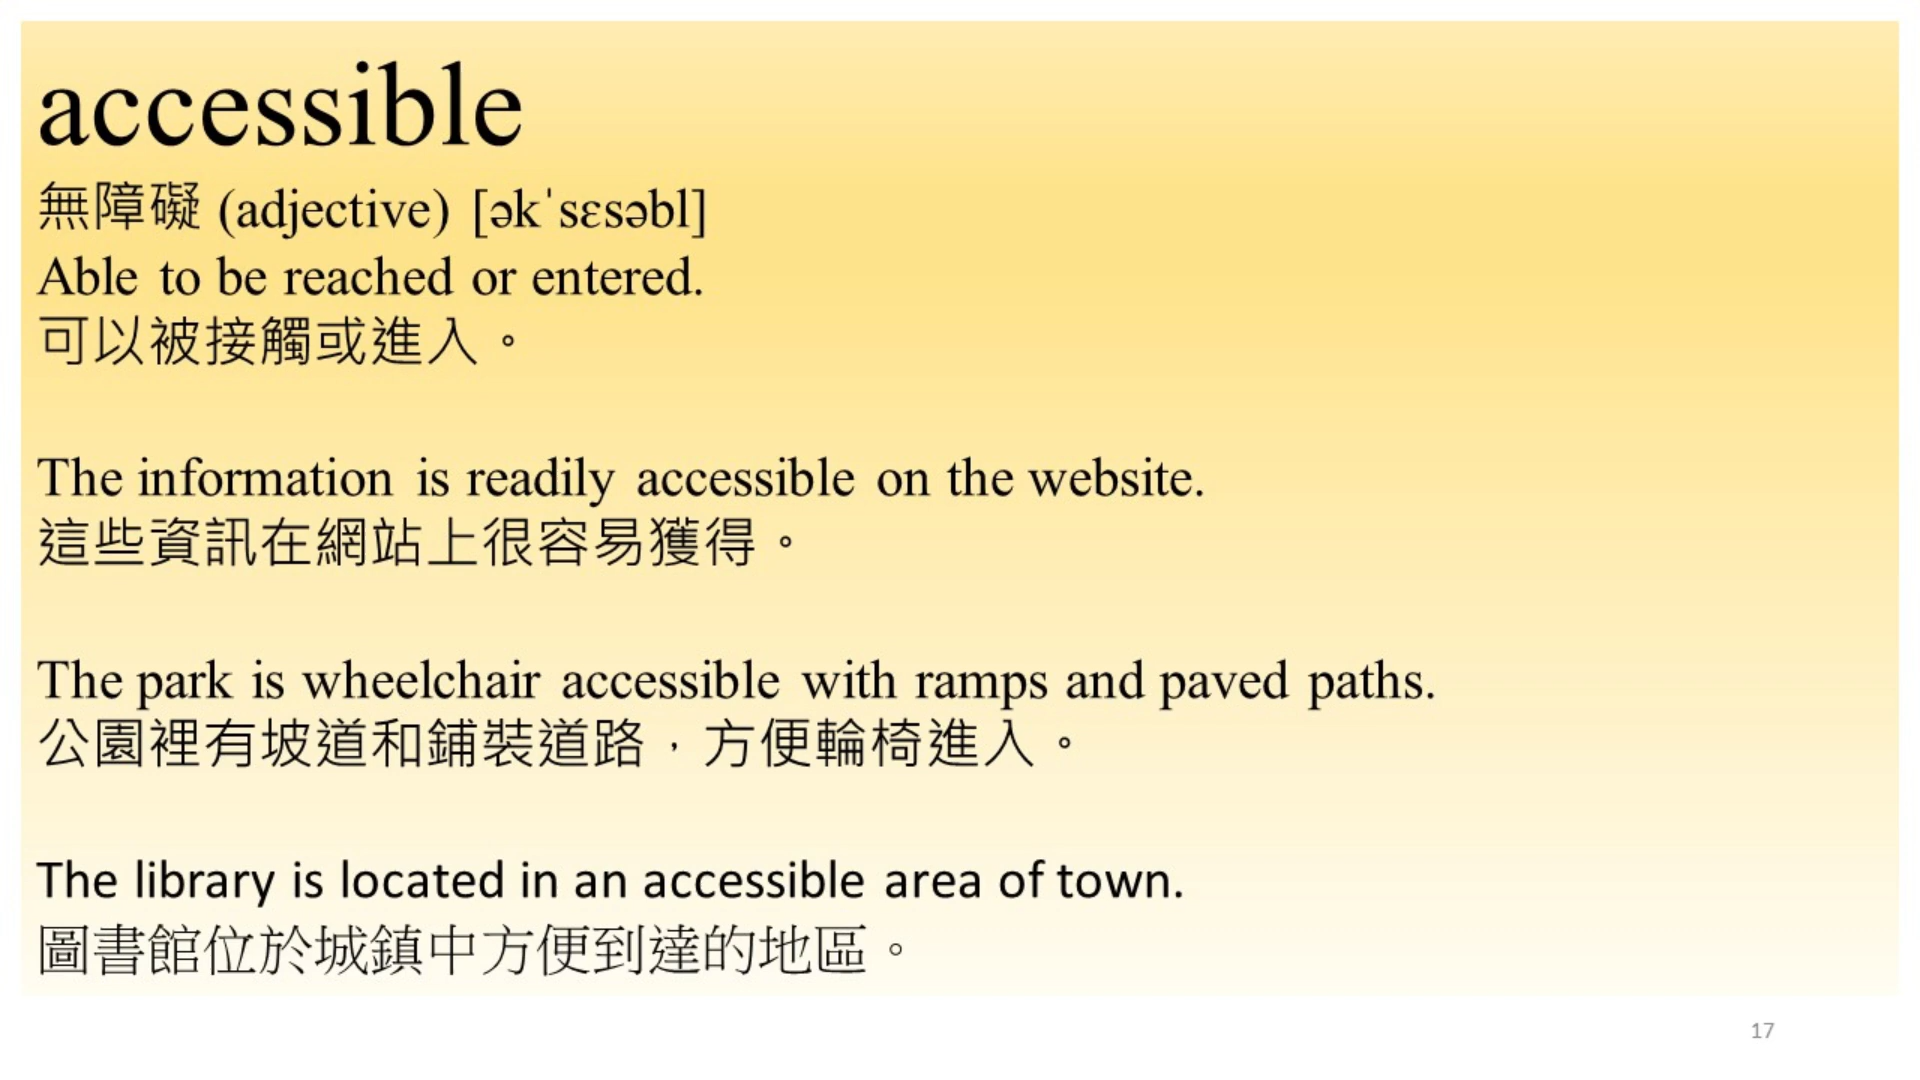 accessible
無障礙 (adjective) [əkˈsɛsəbl]
Able to be reached or entered.
可以被接觸或進入。
The information is readily accessible on the website.
這些資訊在網站上很容易獲得。
The park is wheelchair accessible with ramps and paved paths.
公園裡有坡道和鋪裝道路，方便輪椅進入。
The library is located in an accessible area of town.
圖書館位於城鎮中方便到達的地區。
17